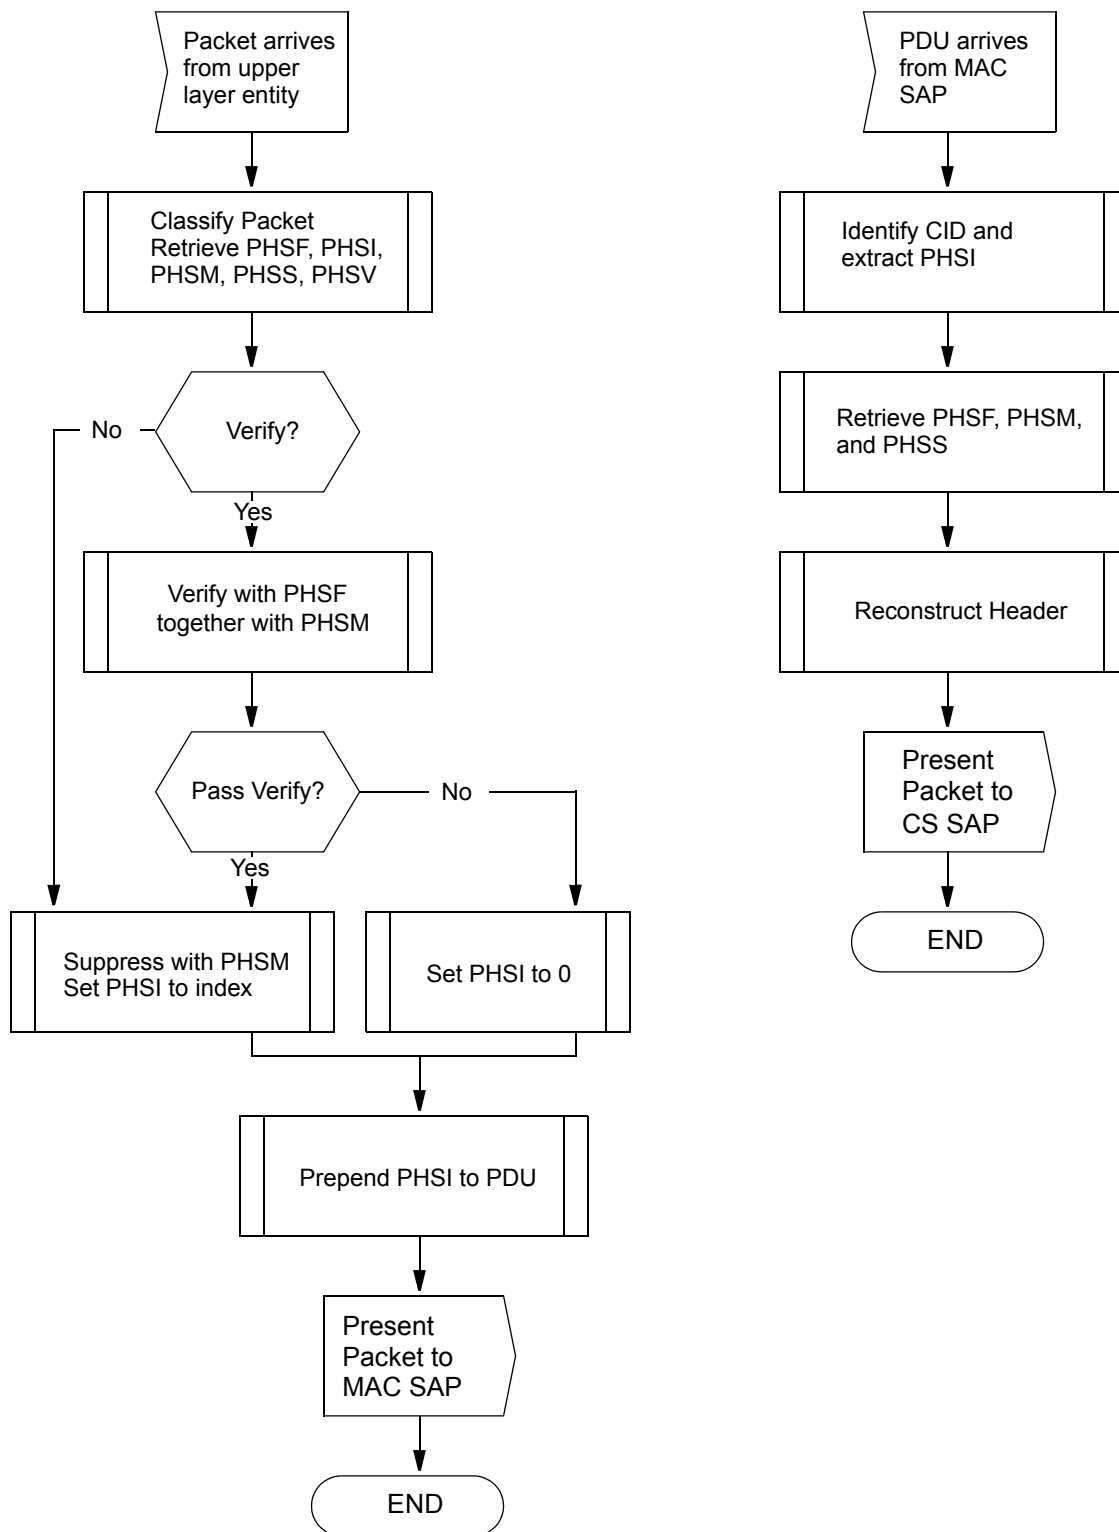 Packet arrives
from upper
layer entity
Classify Packet
Retrieve PHSF, PHSI,
PHSM, PHSS, PHSV
No
Verify?
Yes
Verify with PHSF
together with PHSM
Pass Verify?
No
Yes
Suppress with PHSM
Set PHSI to index
Set PHSI to 0
Prepend PHSI to PDU
Present
Packet to
MAC SAP
END
PDU arrives
from MAC
SAP
Identify CID and
extract PHSI
Retrieve PHSF, PHSM,
and PHSS
Reconstruct Header
Present
Packet to
CS SAP
END